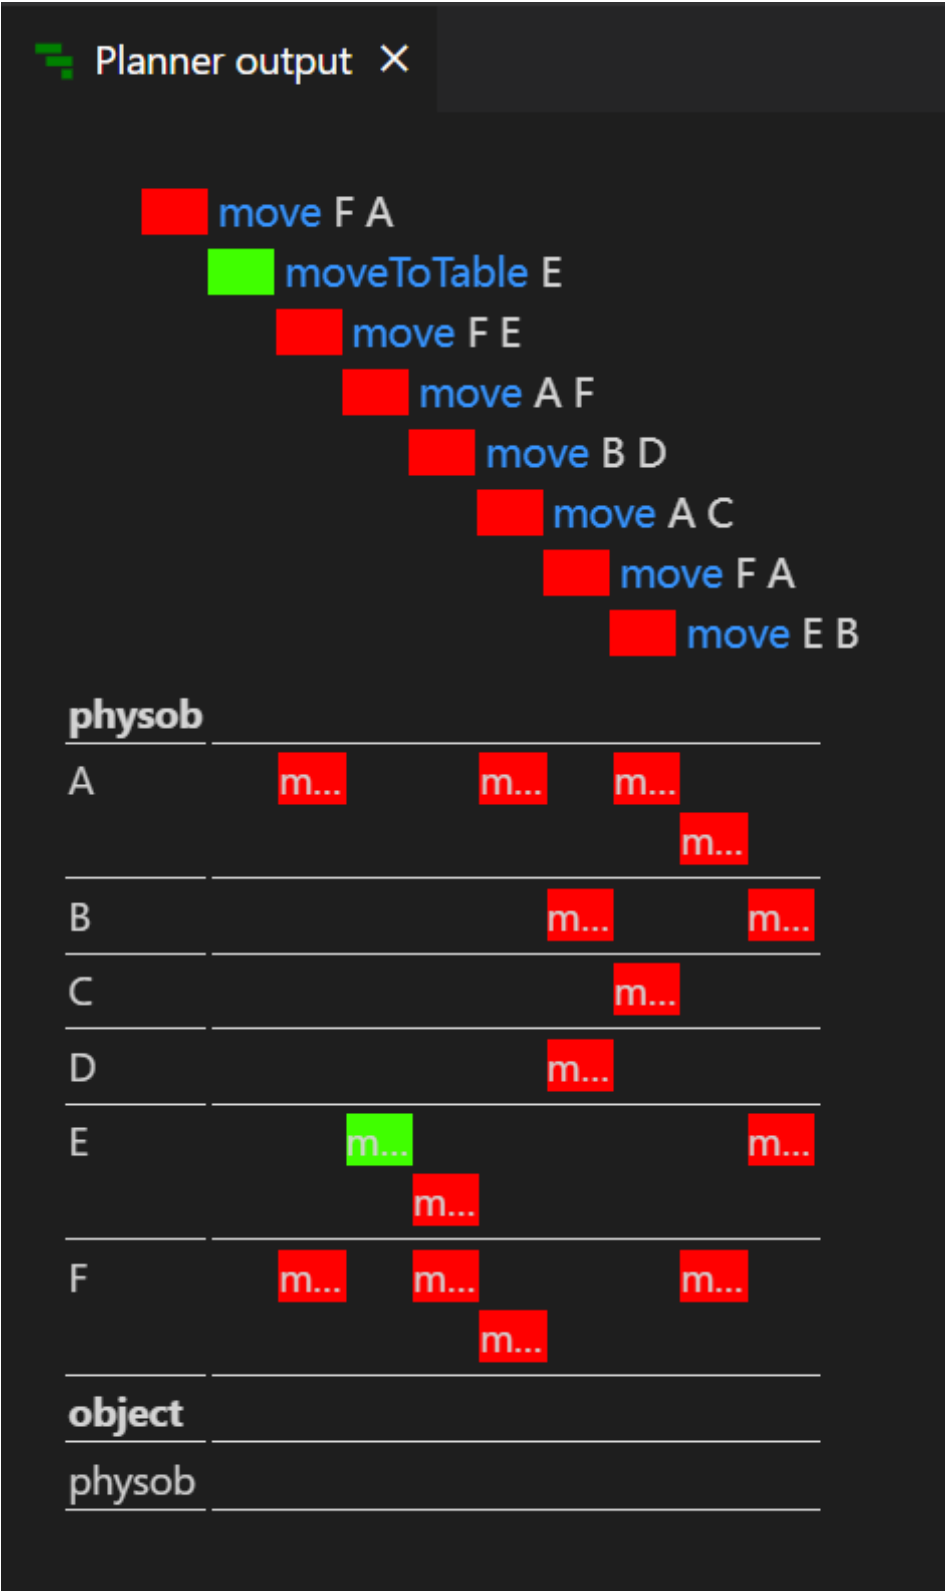 Planner output ×
move F A
moveToTable E
move F E
move A F
move B D
move A C
move F A
move E B
physob
A m... m... m...
m...
B m... m...
C m...
D m...
E m... m...
m...
F m... m... m...
m...
object
physob